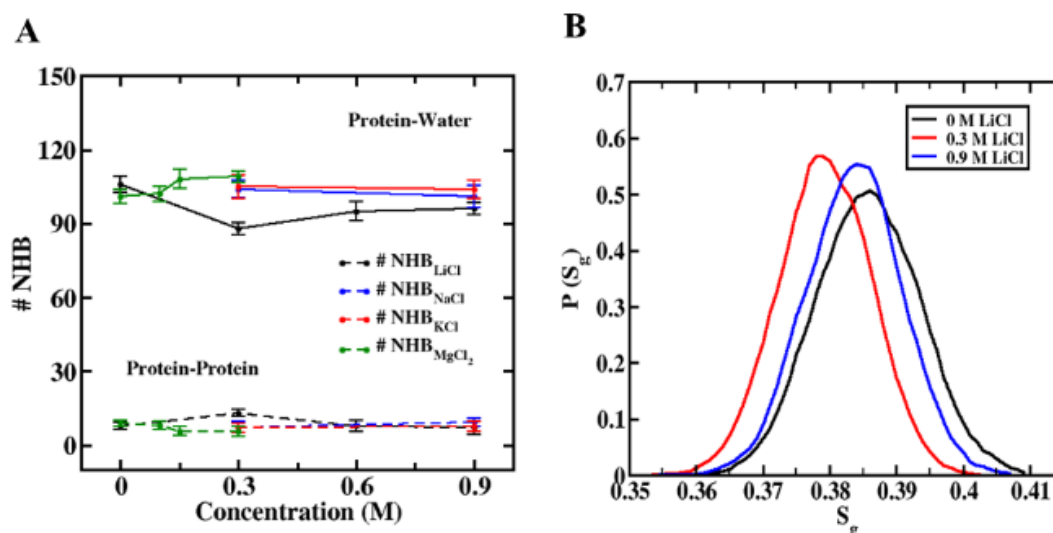 A
150
120
90
60
30
0
# NHB
Protein-Water
# NHB_LiCl
# NHB_NaCl
# NHB_KCl
# NHB_MgCl₂
Protein-Protein
0 0.3 0.6 0.9
Concentration (M)
B
0.7
0.6
0.5
0.4
0.3
0.2
0.1
0
P (S_g)
0 M LiCl
0.3 M LiCl
0.9 M LiCl
0.35 0.36 0.37 0.38 0.39 0.4 0.41
S_g